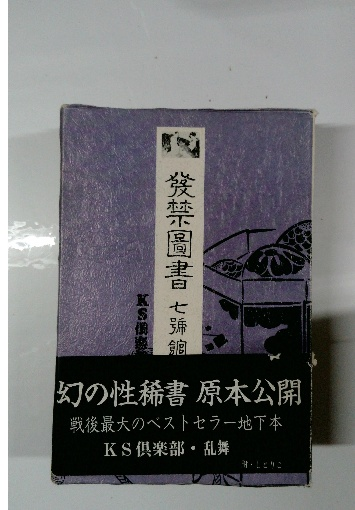 發禁圖書
七號館
KS倶楽
幻の性稀書 原本公開
戦後最大のベストセラー地下本
KS倶楽部・乱舞